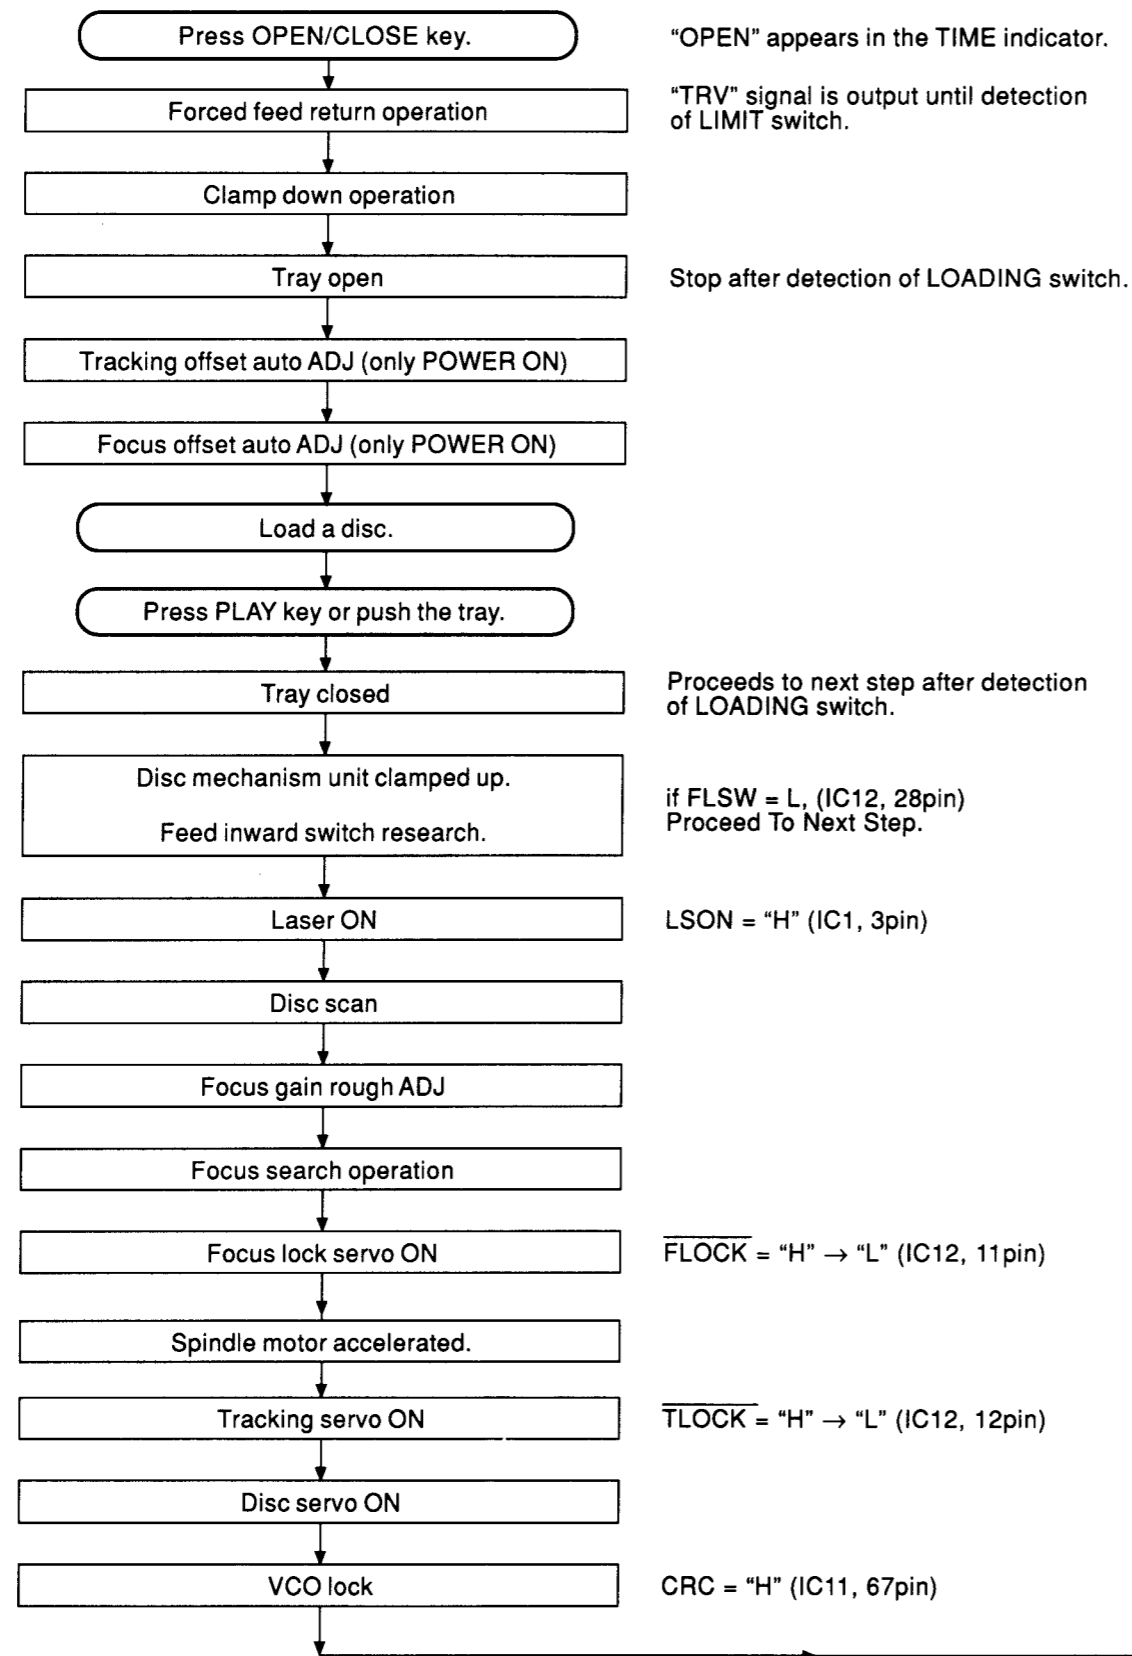 Press OPEN/CLOSE key.
“OPEN” appears in the TIME indicator.
Forced feed return operation
“TRV” signal is output until detection
of LIMIT switch.
Clamp down operation
Tray open
Stop after detection of LOADING switch.
Tracking offset auto ADJ (only POWER ON)
Focus offset auto ADJ (only POWER ON)
Load a disc.
Press PLAY key or push the tray.
Tray closed
Proceeds to next step after detection
of LOADING switch.
Disc mechanism unit clamped up.
Feed inward switch research.
if FLSW = L, (IC12, 28pin)
Proceed To Next Step.
Laser ON
LSON = “H” (IC1, 3pin)
Disc scan
Focus gain rough ADJ
Focus search operation
Focus lock servo ON
F̅L̅O̅C̅K̅ = “H” → “L” (IC12, 11pin)
Spindle motor accelerated.
Tracking servo ON
T̅L̅O̅C̅K̅ = “H” → “L” (IC12, 12pin)
Disc servo ON
VCO lock
CRC = “H” (IC11, 67pin)